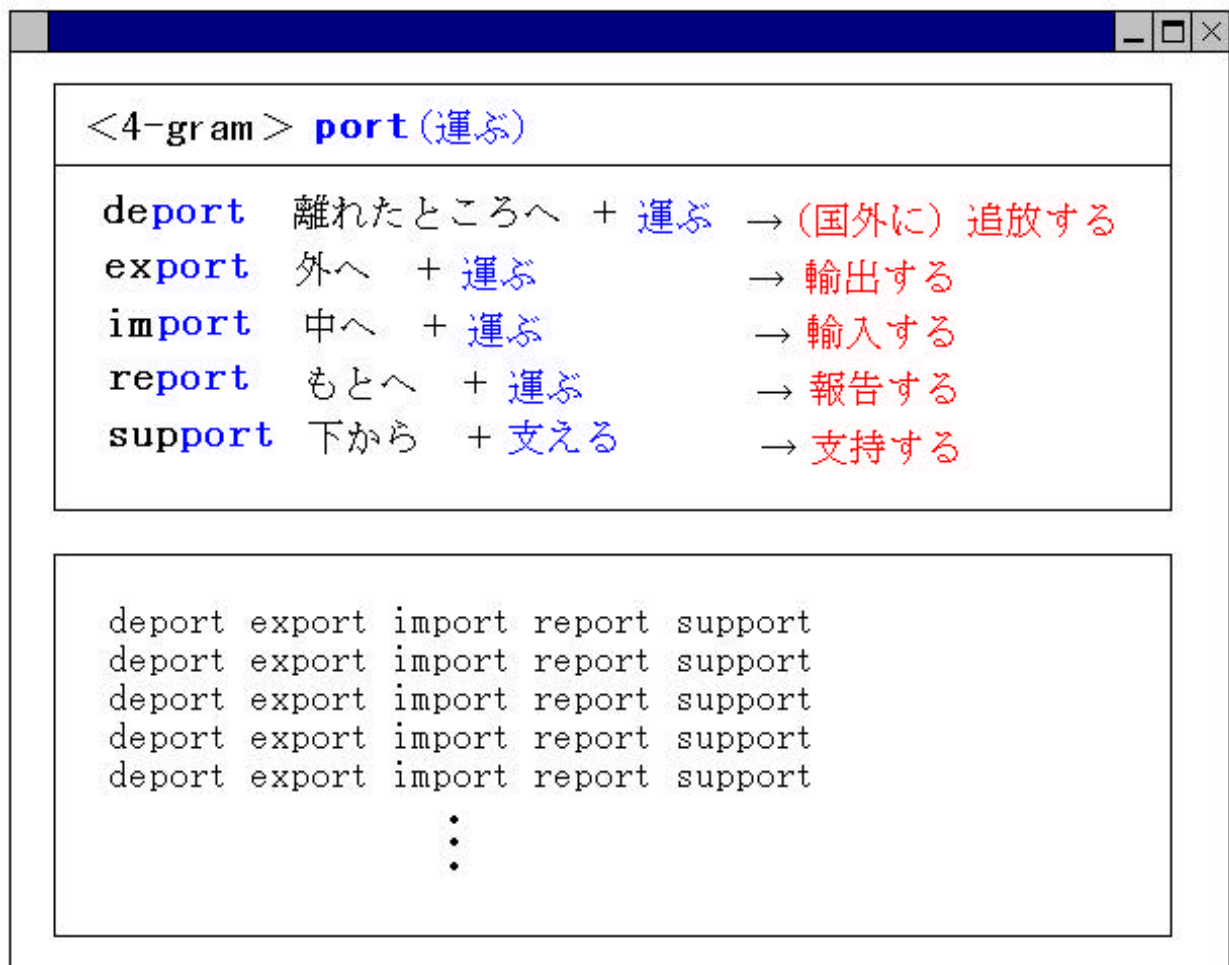 <4-gram> port(運ぶ)
deport 離れたところへ + 運ぶ → (国外に) 追放する
export 外へ + 運ぶ → 輸出する
import 中へ + 運ぶ → 輸入する
report もとへ + 運ぶ → 報告する
support 下から + 支える → 支持する
deport export import report support
deport export import report support
deport export import report support
deport export import report support
deport export import report support